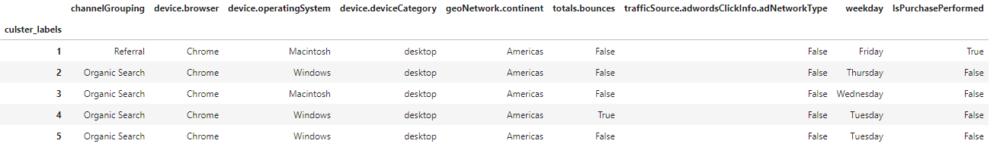 channelGrouping device.browser device.operatingSystem device.deviceCategory geoNetwork.continent totals.bounces trafficSource.adwordsClickInfo.adNetworkType weekday IsPurchasePerformed
culster_labels
1 Referral Chrome Macintosh desktop Americas False False Friday True
2 Organic Search Chrome Windows desktop Americas False False Thursday False
3 Organic Search Chrome Macintosh desktop Americas False False Wednesday False
4 Organic Search Chrome Windows desktop Americas True False Tuesday False
5 Organic Search Chrome Windows desktop Americas False False Tuesday False